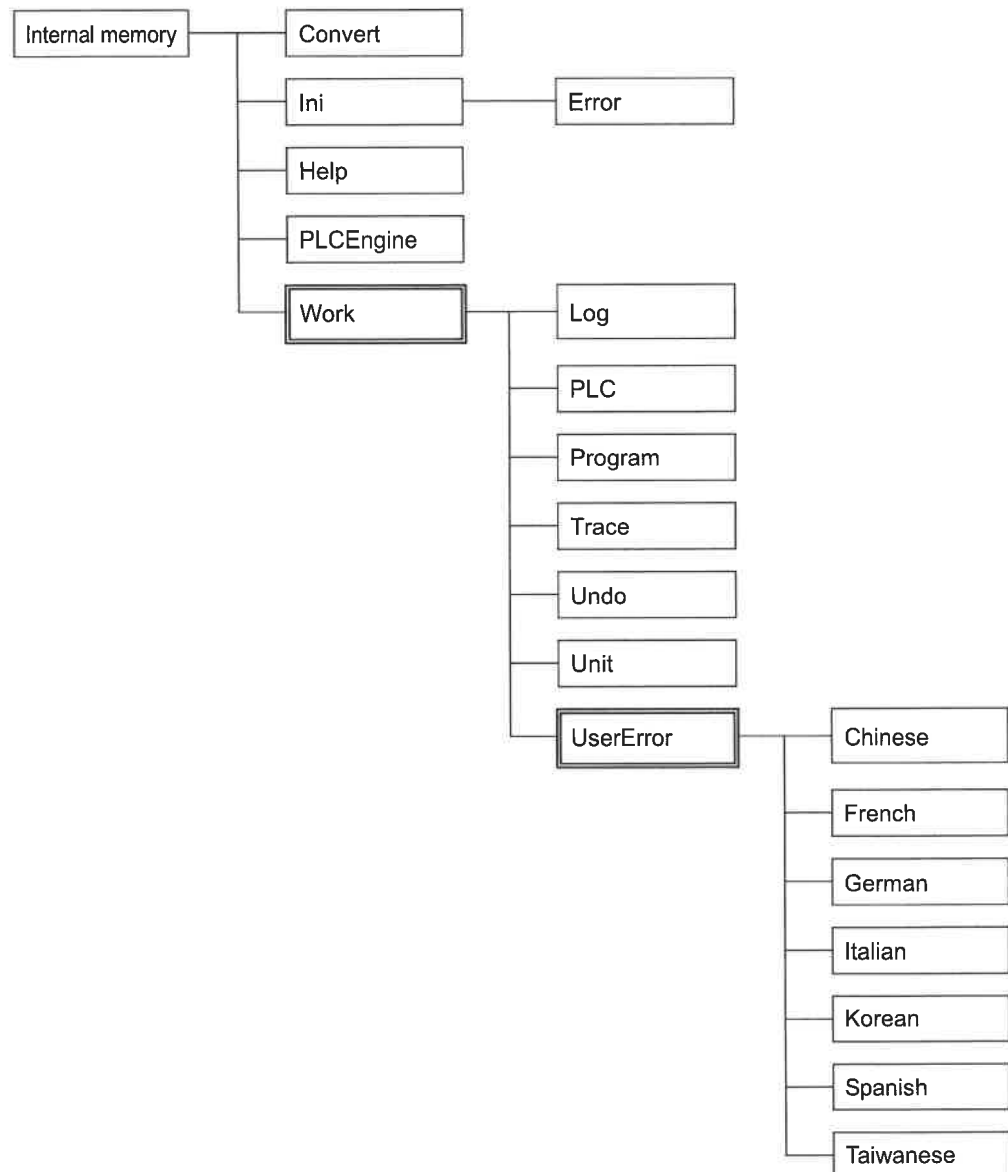 Internal memory
Convert
Ini
Error
Help
PLCEngine
Work
Log
PLC
Program
Trace
Undo
Unit
UserError
Chinese
French
German
Italian
Korean
Spanish
Taiwanese